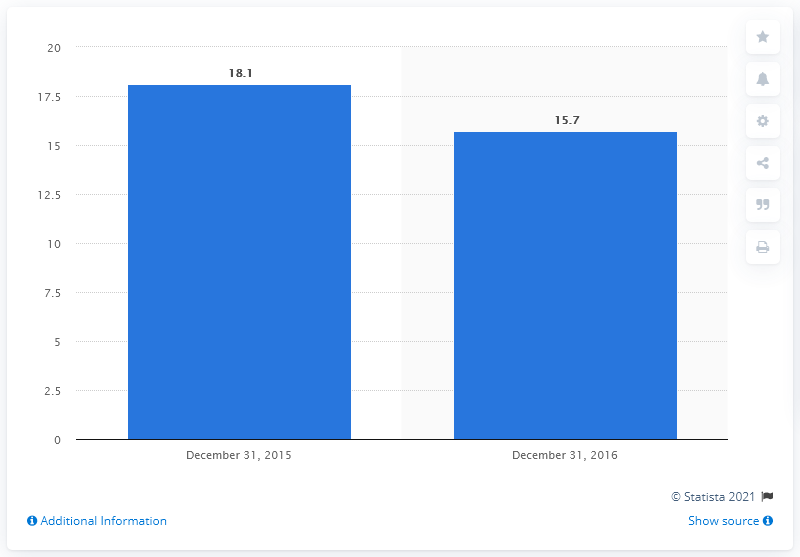 20
17.5
15
12.5
10
7.5
5
2.5
0
18.1
15.7
December 31, 2015
December 31, 2016
© Statista 2021
Additional Information
Show source